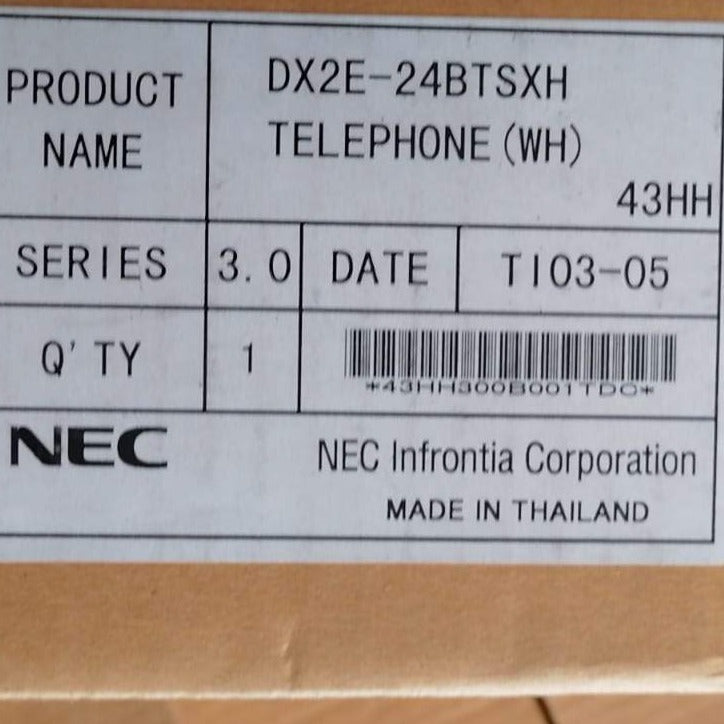 PRODUCT NAME
DX2E-24BTSXH
TELEPHONE(WH)
43HH
SERIES 3.0 DATE TI03-05
Q'TY 1
*43HH300B001TDO*
NEC NEC Infrontia Corporation
MADE IN THAILAND